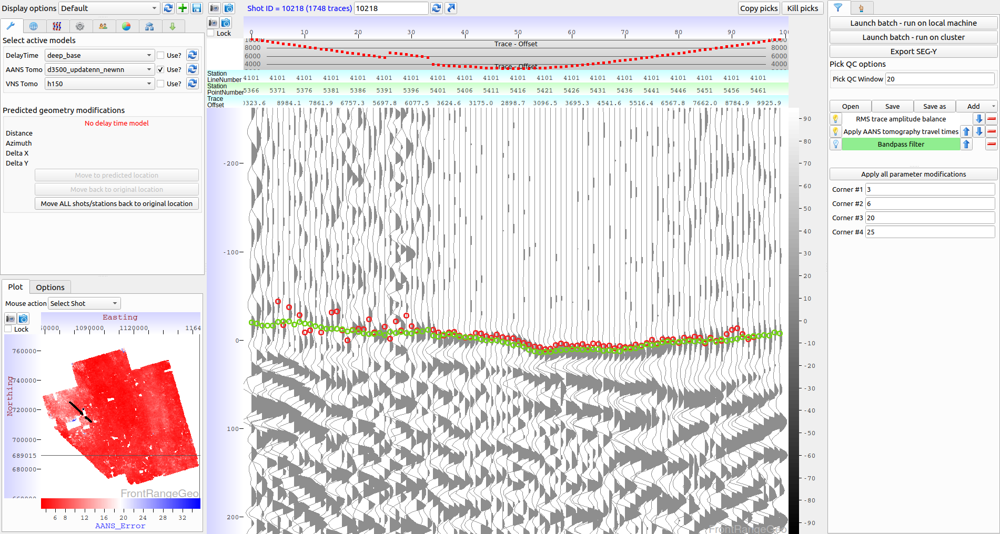 Display options Default
Shot ID = 10218 (1748 traces) 10218
Copy picks Kill picks
Lock
Select active models
DelayTime deep_base Use?
AANS Tomo d3500_updatenn_newnn Use?
VNS Tomo h150 Use?
Predicted geometry modifications
No delay time model
Distance
Azimuth
Delta X
Delta Y
Move to predicted location
Move back to original location
Move ALL shots/stations back to original location
Plot Options
Mouse action Select Shot
Lock
Easting
1090000 1120000 1164
Northing
760000
740000
720000
700000
689015
680000
FrontRangeGeo
6 8 12 16 20 24 28 32
AANS_Error
0 10 20 30 40 50 60 70 80 90 100
Trace - Offset
10000 10000
8000 8000
6000 6000
4000 4000
Trace - Offset
Station
LineNumber 4101 4101 4101 4101 4101 4101 4101 4101 4101 4101 4101 4101 4101 4101 4101 4101 4101 4101 4101 4101
Station
PointNumber 5366 5371 5376 5381 5386 5391 5396 5401 5406 5411 5416 5421 5426 5431 5436 5441 5446 5451 5456 5461
Trace
Offset 0323.6 8984.1 7861.9 6757.3 5697.8 6077.5 3624.6 3175.0 2898.7 3096.5 3695.3 4541.6 5516.4 6567.8 7662.0 8784.9 9925.9
-200
-100
0
100
200
FrontRangeGeo
90
80
70
60
50
40
30
20
10
0
-10
-20
-30
-40
-50
-60
-70
-80
-90
Launch batch - run on local machine
Launch batch - run on cluster
Export SEG-Y
Pick QC options
Pick QC Window 20
Open Save Save as Add
RMS trace amplitude balance
Apply AANS tomography travel times
Bandpass filter
Apply all parameter modifications
Corner #1 3
Corner #2 6
Corner #3 20
Corner #4 25